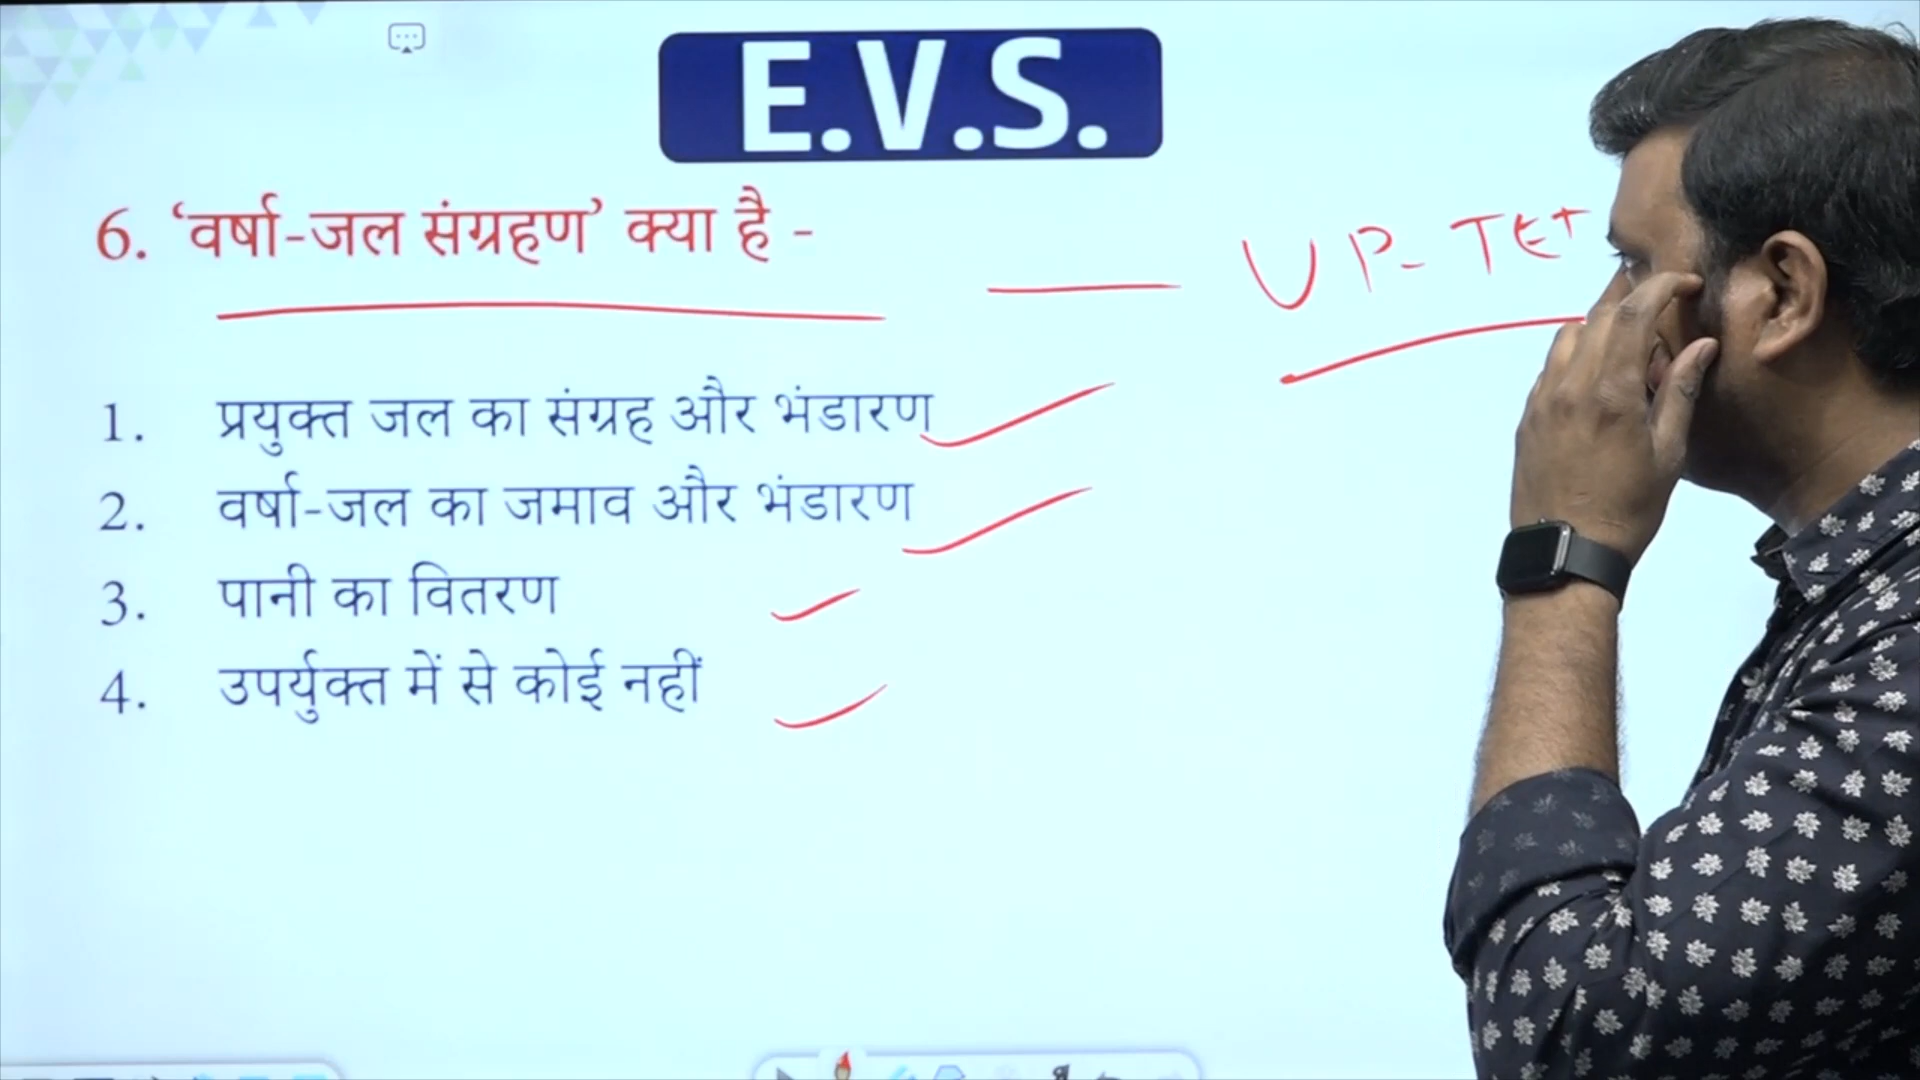 E.V.S.
6. ‘वर्षा-जल संग्रहण’ क्या है -
UP-TET
1. प्रयुक्त जल का संग्रह और भंडारण
2. वर्षा-जल का जमाव और भंडारण
3. पानी का वितरण
4. उपर्युक्त में से कोई नहीं